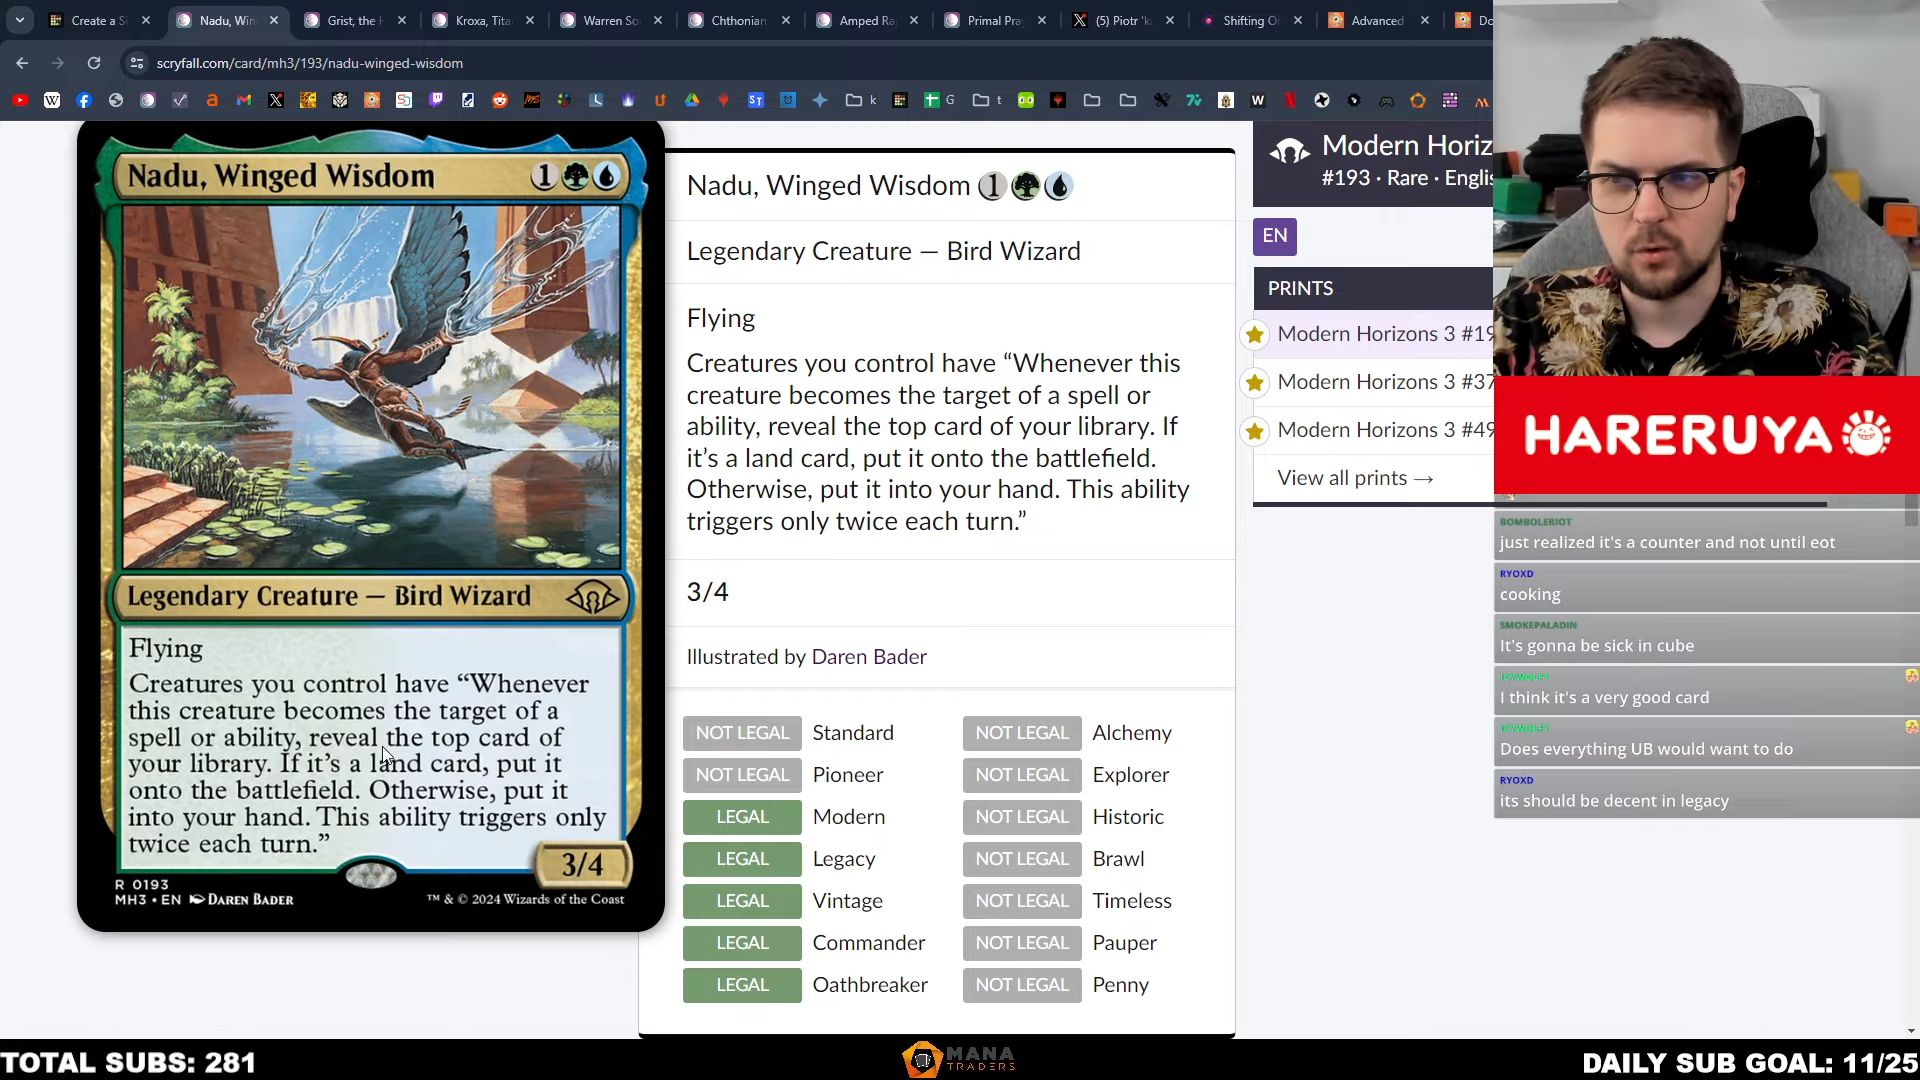 Create a S
Nadu, Win
Grist, the H
Kroxa, Tita
Warren So
Chthonian
Amped Ra
Primal Pra
(5) Piotr 'k
Shifting O
Advanced
Do
scryfall.com/card/mh3/193/nadu-winged-wisdom
k
G
t
Nadu, Winged Wisdom 1
Legendary Creature — Bird Wizard
Flying
Creatures you control have “Whenever
this creature becomes the target of a
spell or ability, reveal the top card of
your library. If it’s a land card, put it
onto the battlefield. Otherwise, put it
into your hand. This ability triggers only
twice each turn.”
3/4
R 0193
MH3 • EN DAREN BADER
™ & © 2024 Wizards of the Coast
Nadu, Winged Wisdom 1
Legendary Creature — Bird Wizard
Flying
Creatures you control have “Whenever this
creature becomes the target of a spell or
ability, reveal the top card of your library. If
it’s a land card, put it onto the battlefield.
Otherwise, put it into your hand. This ability
triggers only twice each turn.”
3/4
Illustrated by Daren Bader
NOT LEGAL Standard NOT LEGAL Alchemy
NOT LEGAL Pioneer NOT LEGAL Explorer
LEGAL Modern NOT LEGAL Historic
LEGAL Legacy NOT LEGAL Brawl
LEGAL Vintage NOT LEGAL Timeless
LEGAL Commander NOT LEGAL Pauper
LEGAL Oathbreaker NOT LEGAL Penny
Modern Horiz
#193 · Rare · Englis
EN
PRINTS
Modern Horizons 3 #19
Modern Horizons 3 #37
Modern Horizons 3 #49
View all prints →
HARERUYA
BOMBOLERIOT
just realized it's a counter and not until eot
RYOXD
cooking
SMOKEPALADIN
It's gonna be sick in cube
ICYWOLF1
I think it's a very good card
ICYWOLF1
Does everything UB would want to do
RYOXD
its should be decent in legacy
TOTAL SUBS: 281
MANA
TRADERS
DAILY SUB GOAL: 11/25